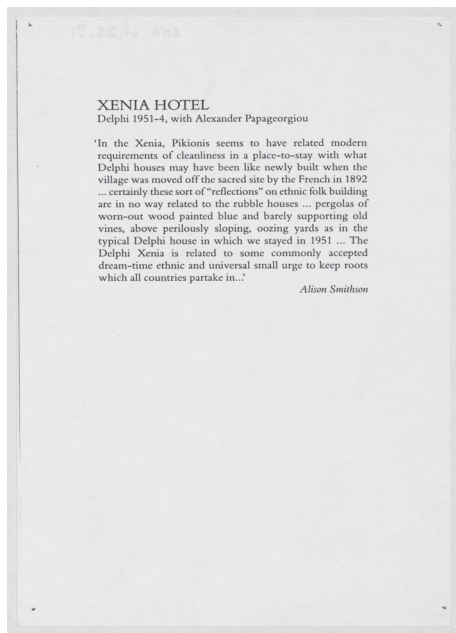 XENIA HOTEL
Delphi 1951-4, with Alexander Papageorgiou
'In the Xenia, Pikionis seems to have related modern
requirements of cleanliness in a place-to-stay with what
Delphi houses may have been like newly built when the
village was moved off the sacred site by the French in 1892
... certainly these sort of "reflections" on ethnic folk building
are in no way related to the rubble houses ... pergolas of
worn-out wood painted blue and barely supporting old
vines, above perilously sloping, oozing yards as in the
typical Delphi house in which we stayed in 1951 ... The
Delphi Xenia is related to some commonly accepted
dream-time ethnic and universal small urge to keep roots
which all countries partake in...'
Alison Smithson